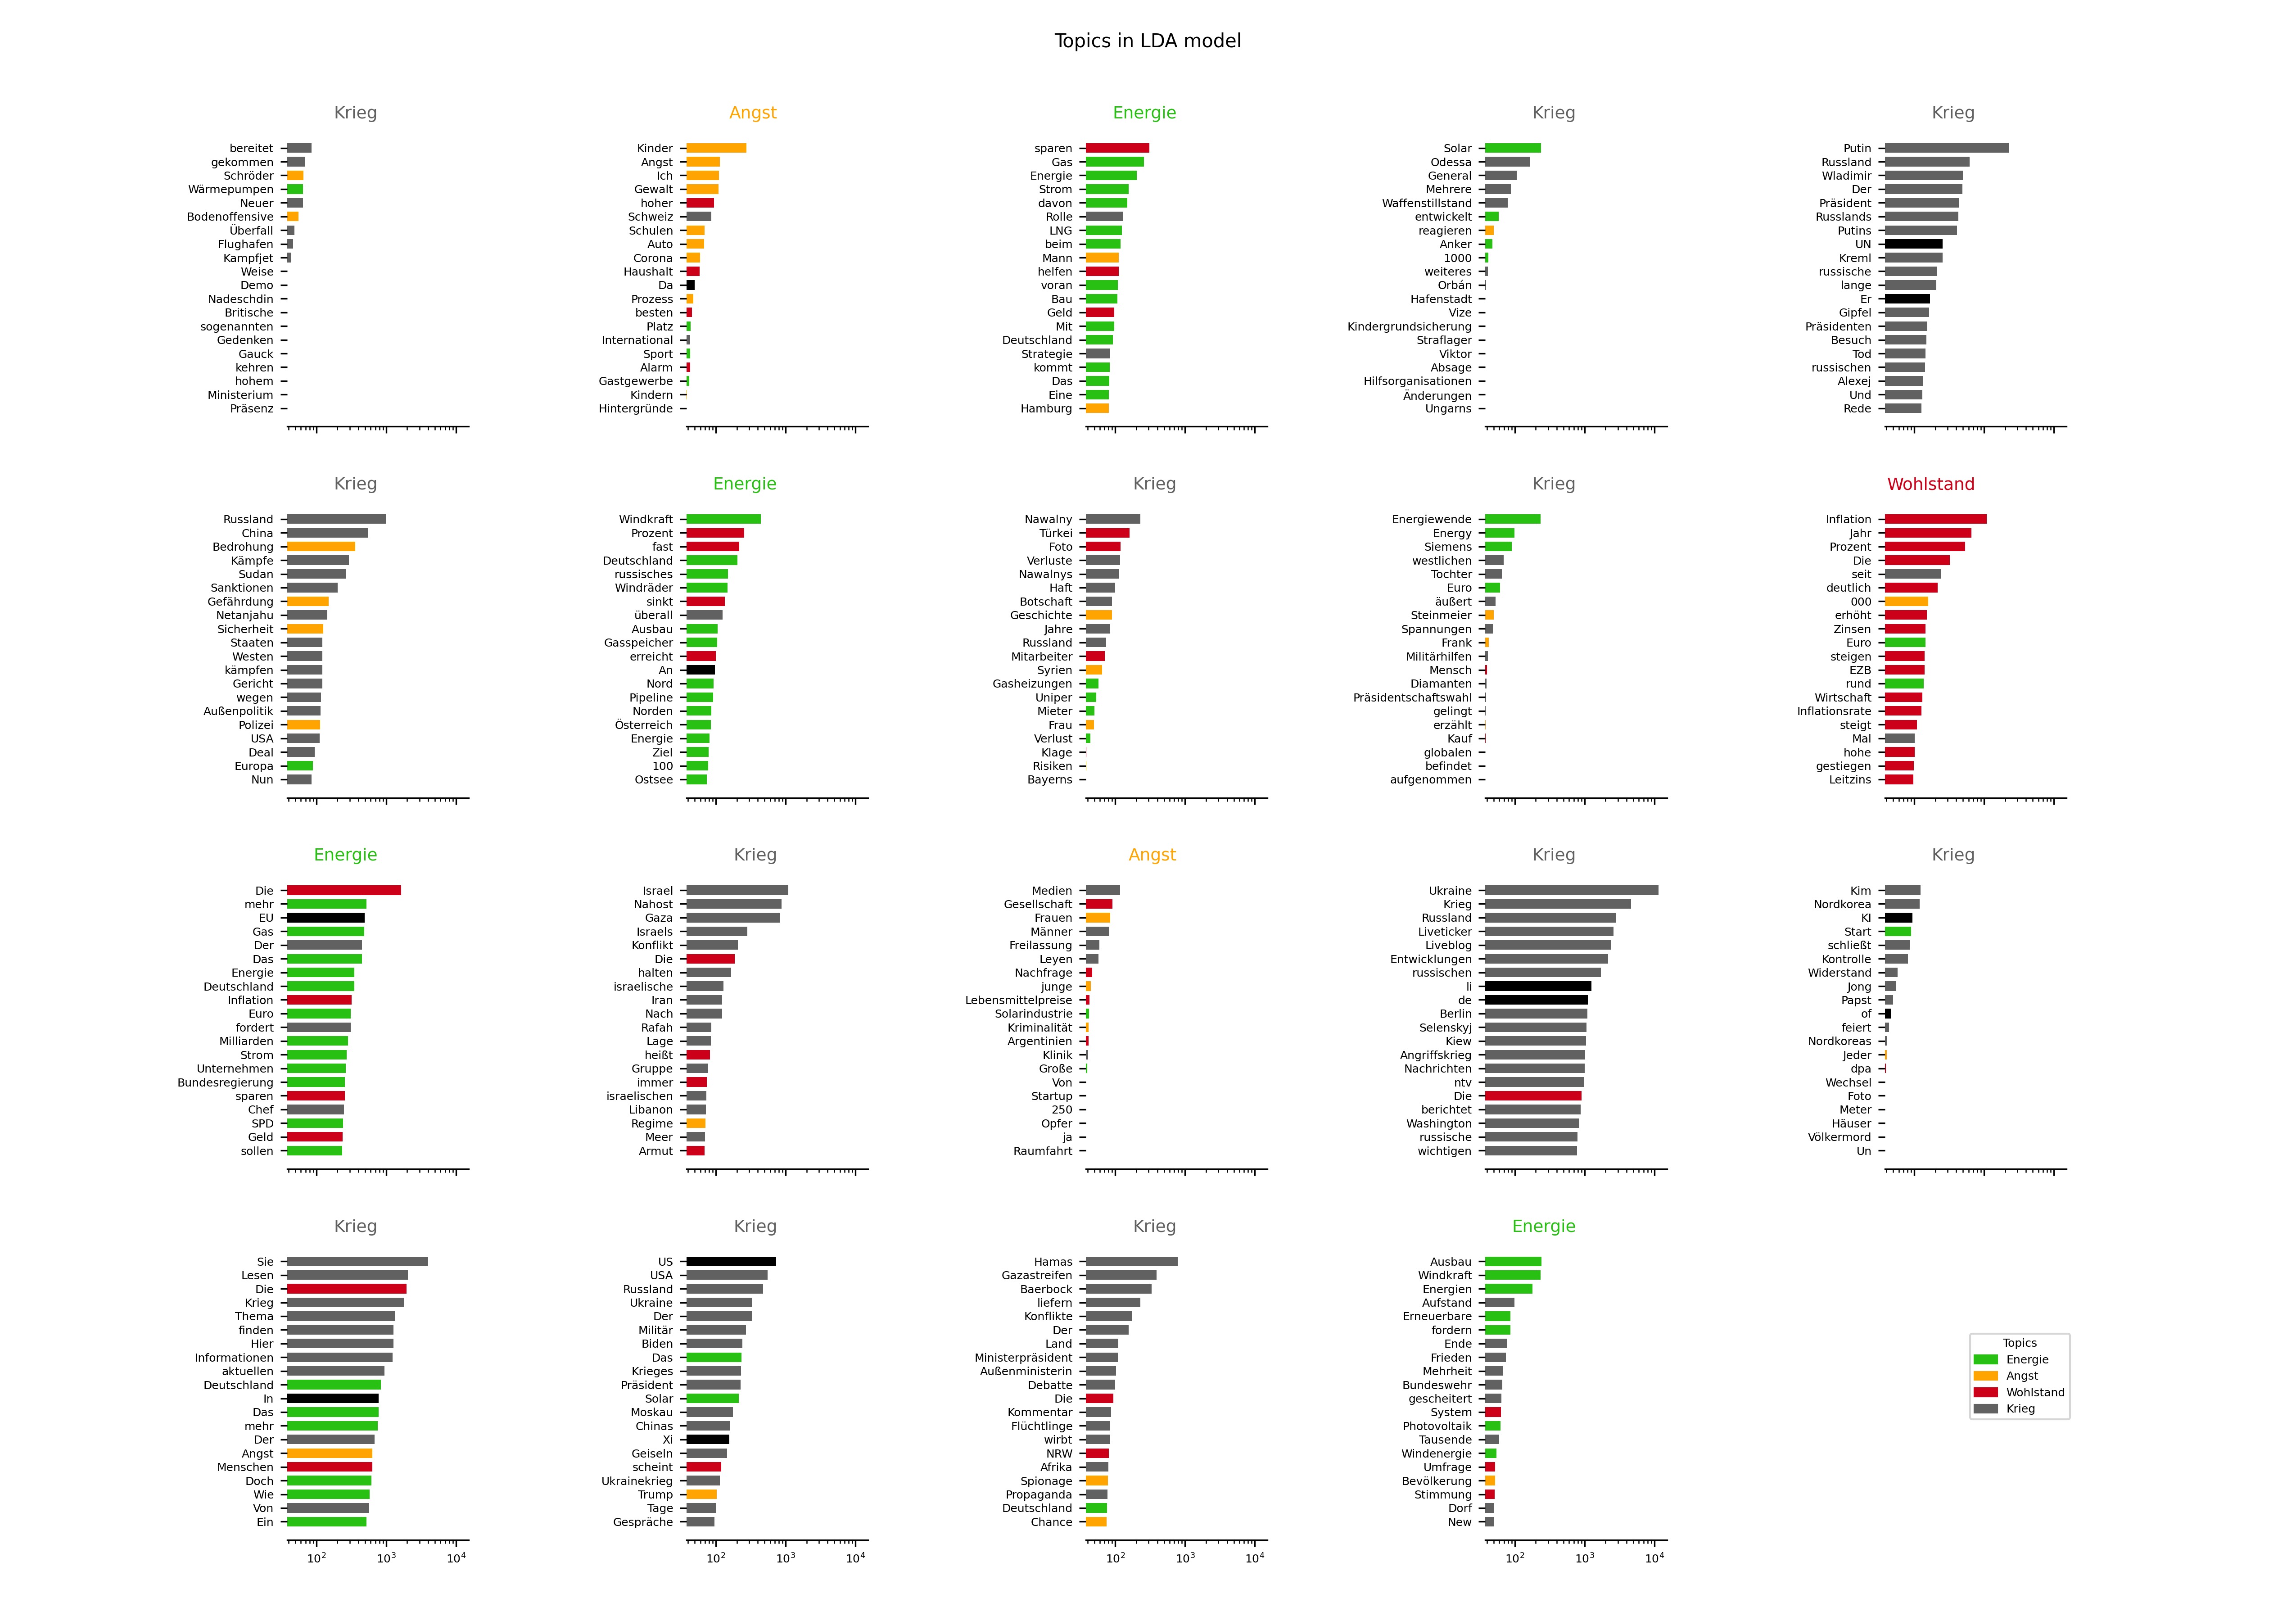 Topics in LDA model
Krieg
bereitet
gekommen
Schröder
Wärmepumpen
Neuer
Bodenoffensive
Überfall
Flughafen
Kampfjet
Weise
Demo
Nadeschdin
Britische
sogenannten
Gedenken
Gauck
kehren
hohem
Ministerium
Präsenz
Angst
Kinder
Angst
Ich
Gewalt
hoher
Schweiz
Schulen
Auto
Corona
Haushalt
Da
Prozess
besten
Platz
International
Sport
Alarm
Gastgewerbe
Kindern
Hintergründe
Energie
sparen
Gas
Energie
Strom
davon
Rolle
LNG
beim
Mann
helfen
voran
Bau
Geld
Mit
Deutschland
Strategie
kommt
Das
Eine
Hamburg
Krieg
Solar
Odessa
General
Mehrere
Waffenstillstand
entwickelt
reagieren
Anker
1000
weiteres
Orbán
Hafenstadt
Vize
Kindergrundsicherung
Straflager
Viktor
Absage
Hilfsorganisationen
Änderungen
Ungarns
Krieg
Putin
Russland
Wladimir
Der
Präsident
Russlands
Putins
UN
Kreml
russische
lange
Er
Gipfel
Präsidenten
Besuch
Tod
russischen
Alexej
Und
Rede
Krieg
Russland
China
Bedrohung
Kämpfe
Sudan
Sanktionen
Gefährdung
Netanjahu
Sicherheit
Staaten
Westen
kämpfen
Gericht
wegen
Außenpolitik
Polizei
USA
Deal
Europa
Nun
Energie
Windkraft
Prozent
fast
Deutschland
russisches
Windräder
sinkt
überall
Ausbau
Gasspeicher
erreicht
An
Nord
Pipeline
Norden
Österreich
Energie
Ziel
100
Ostsee
Krieg
Nawalny
Türkei
Foto
Verluste
Nawalnys
Haft
Botschaft
Geschichte
Jahre
Russland
Mitarbeiter
Syrien
Gasheizungen
Uniper
Mieter
Frau
Verlust
Klage
Risiken
Bayerns
Krieg
Energiewende
Energy
Siemens
westlichen
Tochter
Euro
äußert
Steinmeier
Spannungen
Frank
Militärhilfen
Mensch
Diamanten
Präsidentschaftswahl
gelingt
erzählt
Kauf
globalen
befindet
aufgenommen
Wohlstand
Inflation
Jahr
Prozent
Die
seit
deutlich
000
erhöht
Zinsen
Euro
steigen
EZB
rund
Wirtschaft
Inflationsrate
steigt
Mal
hohe
gestiegen
Leitzins
Energie
Die
mehr
EU
Gas
Der
Das
Energie
Deutschland
Inflation
Euro
fordert
Milliarden
Strom
Unternehmen
Bundesregierung
sparen
Chef
SPD
Geld
sollen
Krieg
Israel
Nahost
Gaza
Israels
Konflikt
Die
halten
israelische
Iran
Nach
Rafah
Lage
heißt
Gruppe
immer
israelischen
Libanon
Regime
Meer
Armut
Angst
Medien
Gesellschaft
Frauen
Männer
Freilassung
Leyen
Nachfrage
junge
Lebensmittelpreise
Solarindustrie
Kriminalität
Argentinien
Klinik
Große
Von
Startup
250
Opfer
ja
Raumfahrt
Krieg
Ukraine
Krieg
Russland
Liveticker
Liveblog
Entwicklungen
russischen
li
de
Berlin
Selenskyj
Kiew
Angriffskrieg
Nachrichten
ntv
Die
berichtet
Washington
russische
wichtigen
Krieg
Kim
Nordkorea
KI
Start
schließt
Kontrolle
Widerstand
Jong
Papst
of
feiert
Nordkoreas
Jeder
dpa
Wechsel
Foto
Meter
Häuser
Völkermord
Un
Krieg
Sie
Lesen
Die
Krieg
Thema
finden
Hier
Informationen
aktuellen
Deutschland
In
Das
mehr
Der
Angst
Menschen
Doch
Wie
Von
Ein
10² 10³ 10⁴
Krieg
US
USA
Russland
Ukraine
Der
Militär
Biden
Das
Krieges
Präsident
Solar
Moskau
Chinas
Xi
Geiseln
scheint
Ukrainekrieg
Trump
Tage
Gespräche
10² 10³ 10⁴
Krieg
Hamas
Gazastreifen
Baerbock
liefern
Konflikte
Der
Land
Ministerpräsident
Außenministerin
Debatte
Die
Kommentar
Flüchtlinge
wirbt
NRW
Afrika
Spionage
Propaganda
Deutschland
Chance
10² 10³ 10⁴
Energie
Ausbau
Windkraft
Energien
Aufstand
Erneuerbare
fordern
Ende
Frieden
Mehrheit
Bundeswehr
gescheitert
System
Photovoltaik
Tausende
Windenergie
Umfrage
Bevölkerung
Stimmung
Dorf
New
10² 10³ 10⁴
Topics
Energie
Angst
Wohlstand
Krieg